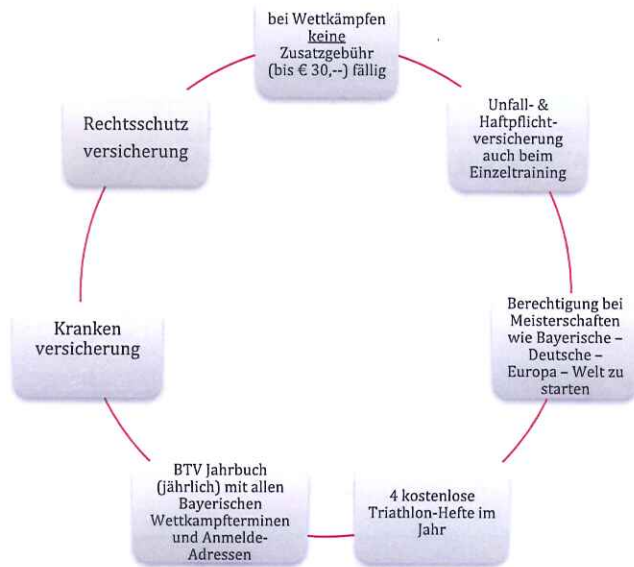 bei Wettkämpfen
keine
Zusatzgebühr
(bis € 30,--) fällig
Unfall- &
Haftpflicht-
versicherung
auch beim
Einzeltraining
Berechtigung bei
Meisterschaften
wie Bayerische –
Deutsche –
Europa – Welt zu
starten
4 kostenlose
Triathlon-Hefte im
Jahr
BTV Jahrbuch
(jährlich) mit allen
Bayerischen
Wettkampfterminen
und Anmelde-
Adressen
Kranken
versicherung
Rechtsschutz
versicherung